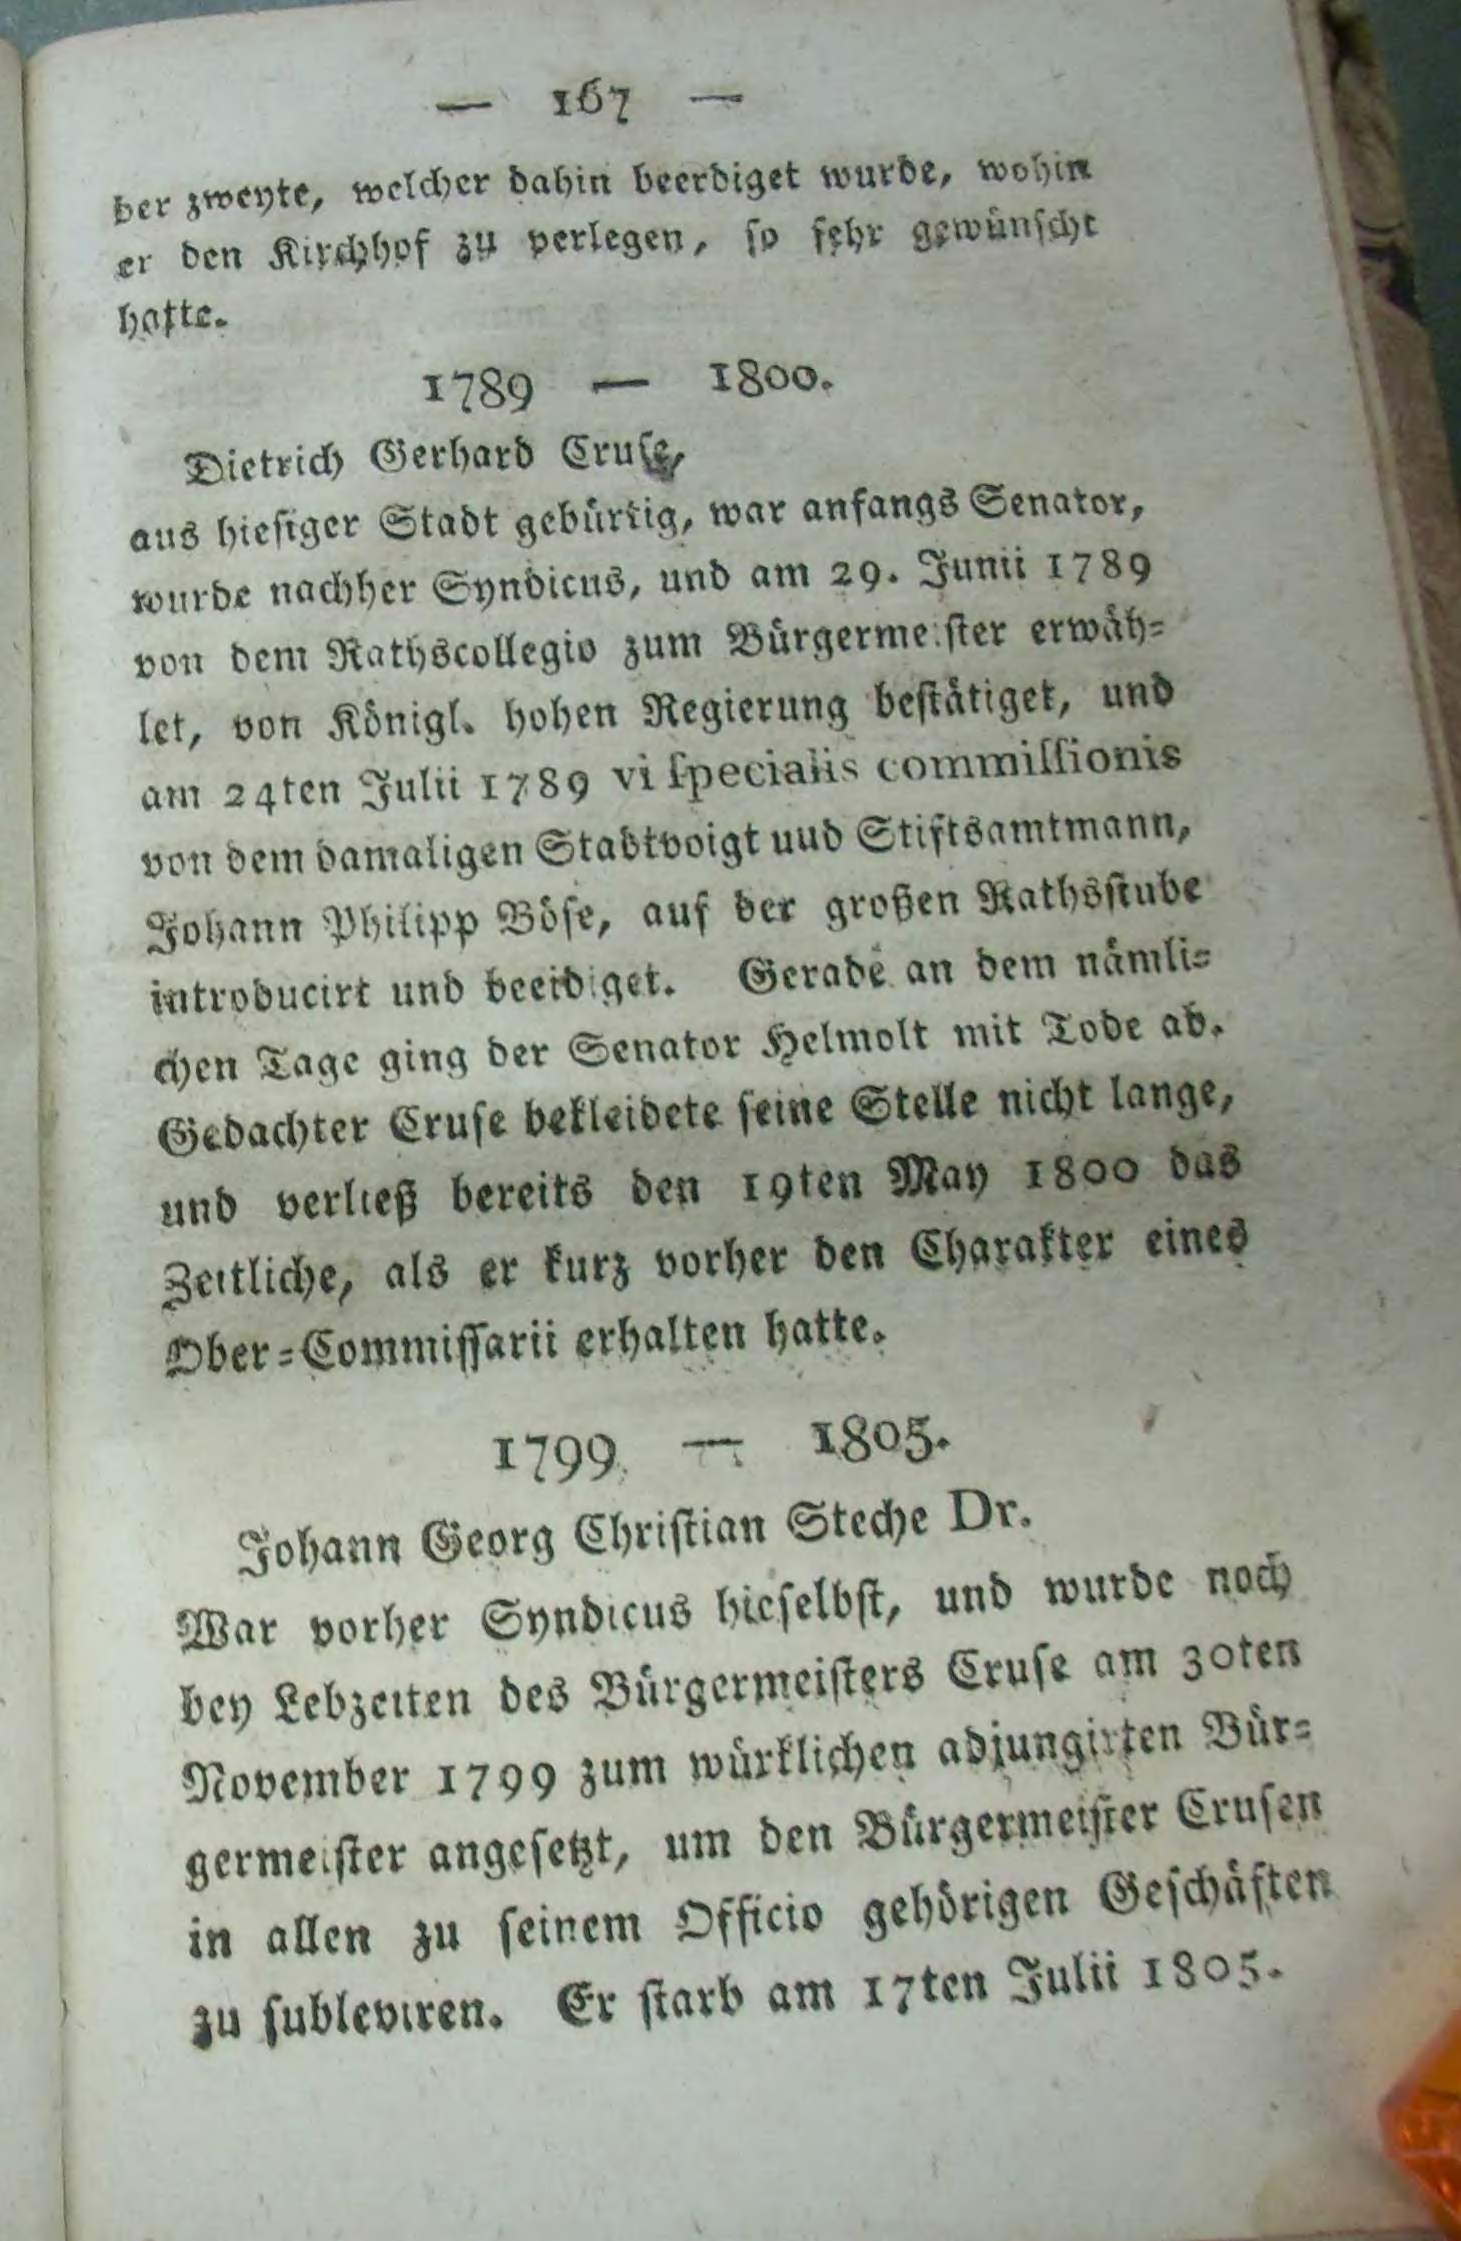 — 167 —
der zweyte, welcher dahin beerdiget wurde, wohin
er den Kirchhof zu verlegen, so sehr gewünscht
hatte.
1789 — 1800.
Dietrich Gerhard Cruse,
aus hiesiger Stadt gebürtig, war anfangs Senator,
wurde nachher Syndicus, und am 29. Junii 1789
von dem Rathscollegio zum Bürgermeister erwäh-
let, von Königl. hohen Regierung bestätiget, und
am 24ten Julii 1789 vi ſpecialis commiſſionis
von dem damaligen Stadtvoigt uud Stiftsamtmann,
Johann Philipp Böse, auf der großen Rathsstube
introducirt und beeidiget. Gerade an dem nämli-
chen Tage ging der Senator Helmolt mit Tode ab.
Gedachter Cruse bekleidete seine Stelle nicht lange,
und verließ bereits den 19ten May 1800 das
Zeitliche, als er kurz vorher den Charakter eines
Ober-Commissarii erhalten hatte.
1799 — 1805.
Johann Georg Christian Steche Dr.
War vorher Syndicus hieselbst, und wurde noch
bey Lebzeiten des Bürgermeisters Cruse am 30ten
November 1799 zum würklichen adjungirten Bür-
germeister angesetzt, um den Bürgermeister Crusen
in allen zu seinem Officio gehörigen Geschäften
zu subleviren. Er starb am 17ten Julii 1805.